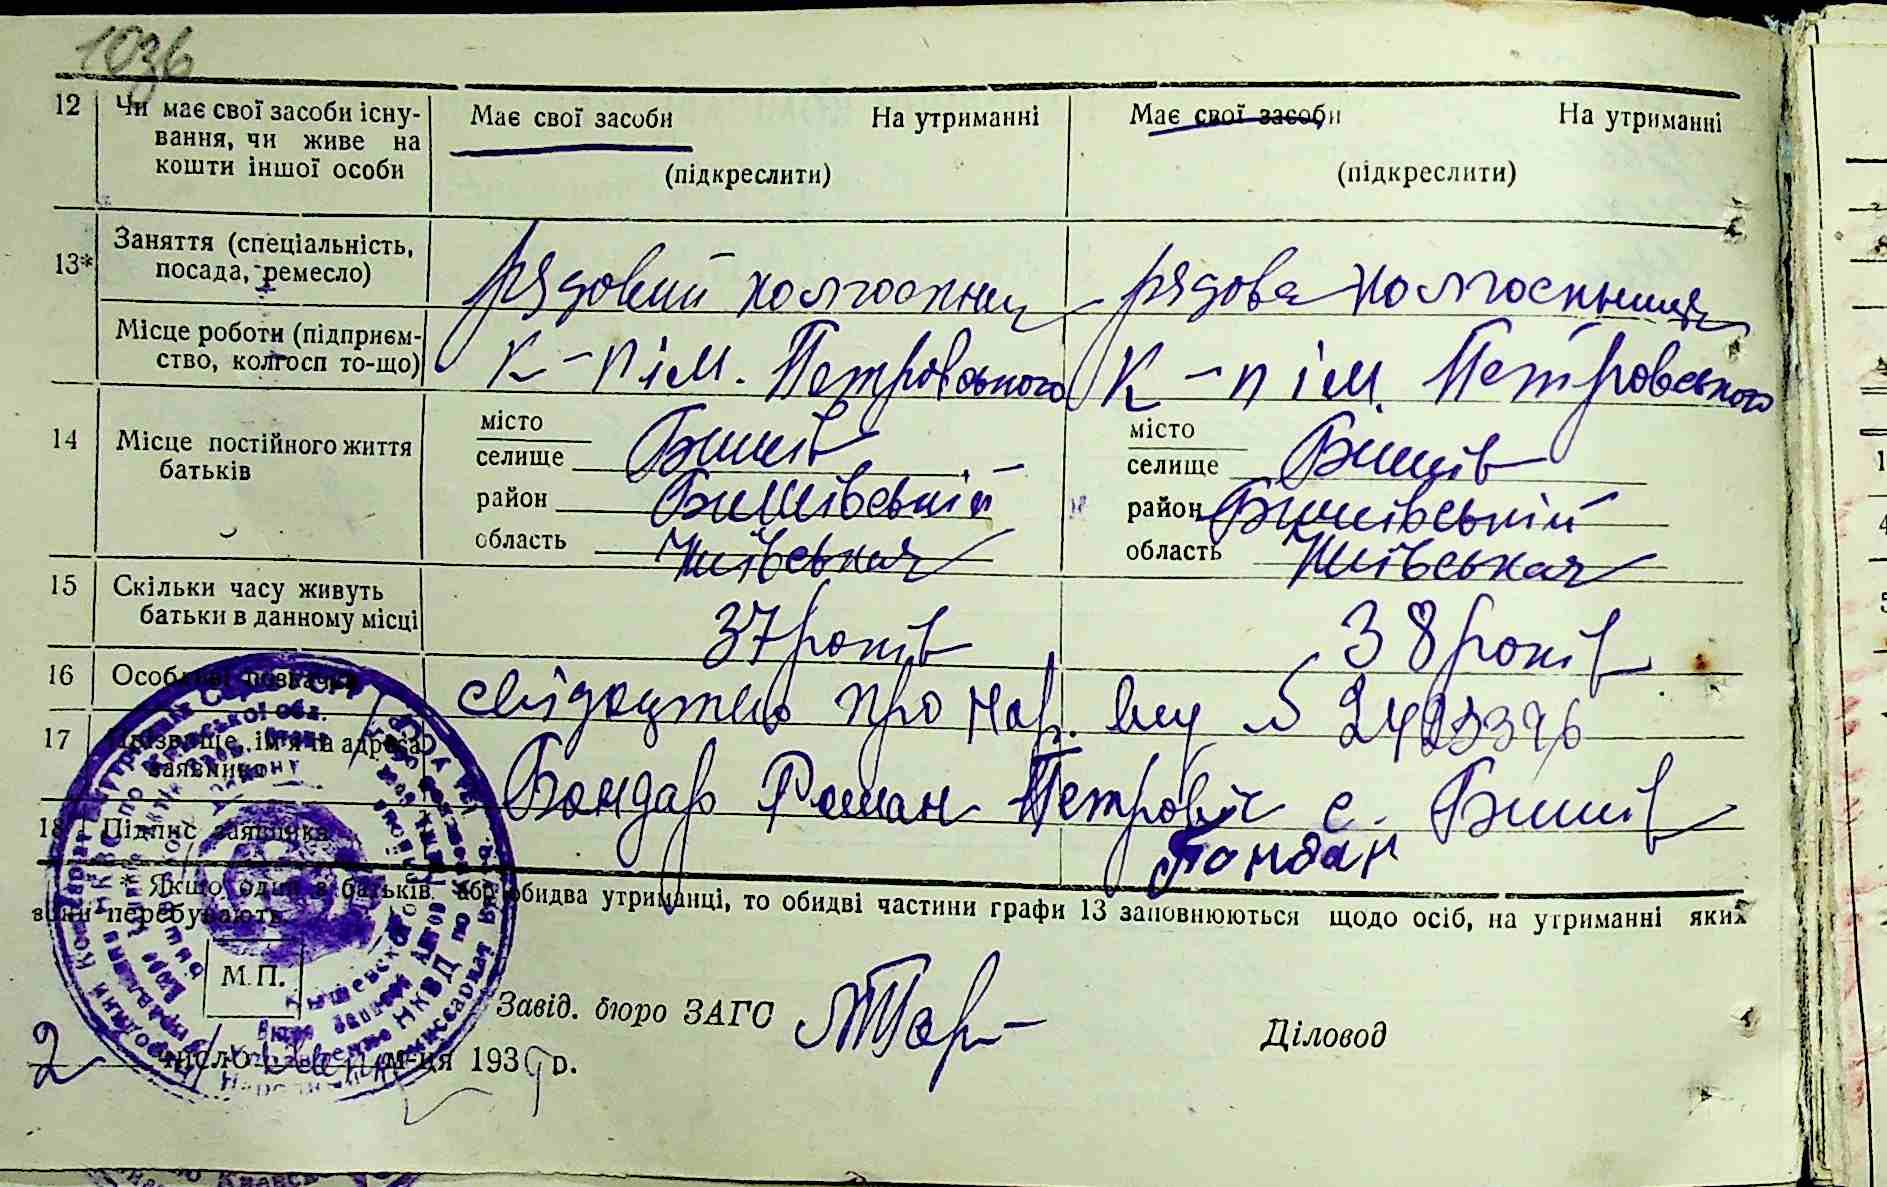 103б
12 Чи має свої засоби існу- Має свої засоби На утриманні Має свої засоби На утриманні
вання, чи живе на
кошти іншої особи (підкреслити) (підкреслити)
13* Заняття (спеціальність,
посада, ремесло) рядовий колгоспник рядова колгоспниця
Місце роботи (підприєм-
ство, колгосп то-що) К-п ім. Петровського К-п ім. Петровського
14 Місце постійного життя місто місто
батьків селище Бишів селище Бишів
район Бишівський район Бишівський
область Київська область Київська
15 Скільки часу живуть
батьки в данному місці 37 років 38 років
16 Особливі позначки свідоцтво про нар.
17 Прізвище, ім'я та адреса
заявника Бондар Роман Петрович с. Бишів
18 Підпис заявника Бондар
* Якщо один з батьків або обидва утриманці, то обидві частини графи 13 заповнюються щодо осіб, на утриманні яких
вони перебувають.
М. П.
Завід. бюро ЗАГС Діловод
2 число м-ця 1939 р.